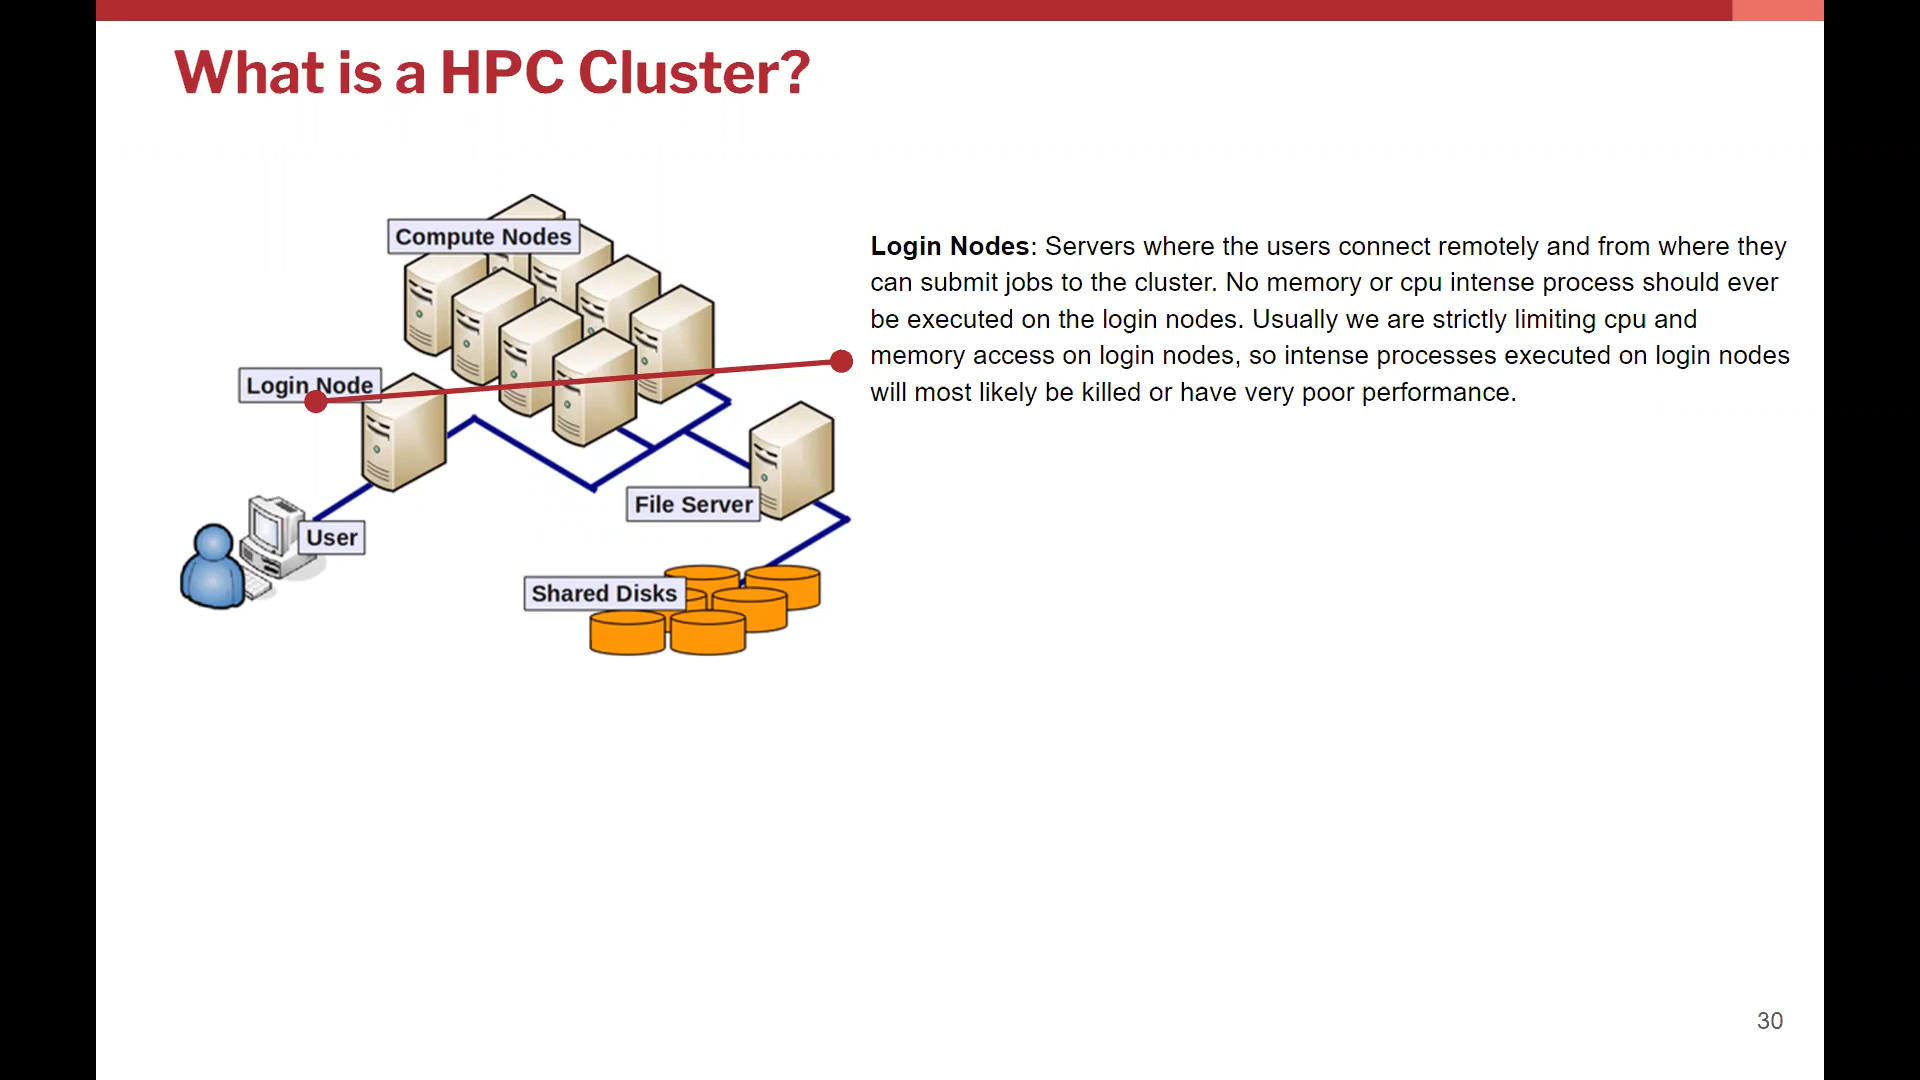 What is a HPC Cluster?
Compute Nodes
Login Node
User
File Server
Shared Disks
Login Nodes: Servers where the users connect remotely and from where they
can submit jobs to the cluster. No memory or cpu intense process should ever
be executed on the login nodes. Usually we are strictly limiting cpu and
memory access on login nodes, so intense processes executed on login nodes
will most likely be killed or have very poor performance.
30